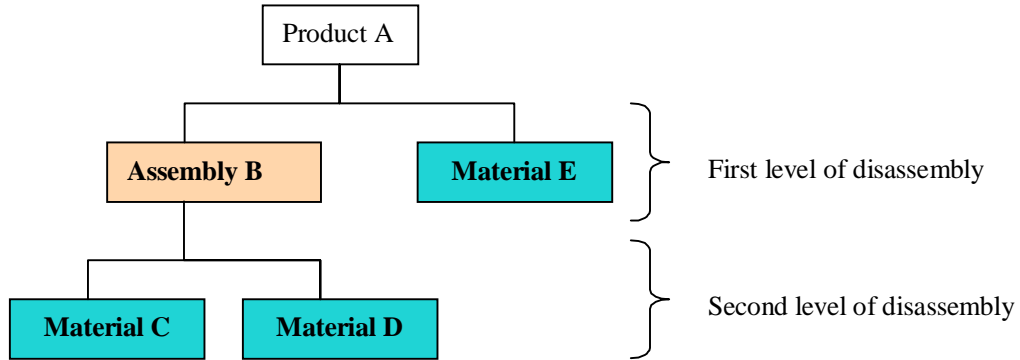 Product A
Assembly B
Material E
First level of disassembly
Material C
Material D
Second level of disassembly